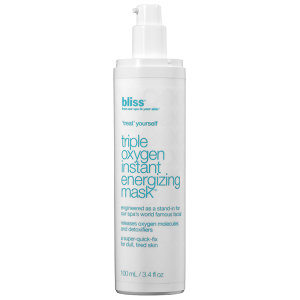 bliss®
'treat' yourself
triple
oxygen
instant
energizing
mask™
engineered as a stand-in for
our spa's world famous facial
releases oxygen molecules
and detoxifiers
a super-quick-fix
for dull, tired skin
100 mL / 3.4 fl oz